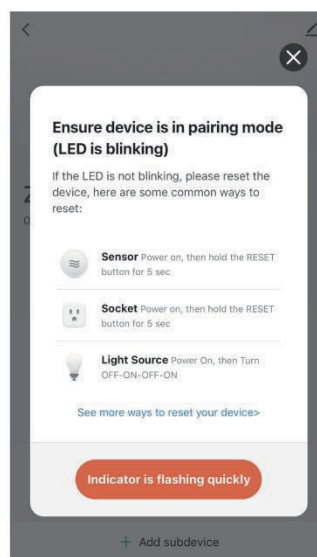 Ensure device is in pairing mode
(LED is blinking)
If the LED is not blinking, please reset the
device, here are some common ways to
reset:
Sensor Power on, then hold the RESET
button for 5 sec
Socket Power on, then hold the RESET
button for 5 sec
Light Source Power On, then Turn
OFF-ON-OFF-ON
See more ways to reset your device>
Indicator is flashing quickly
+ Add subdevice